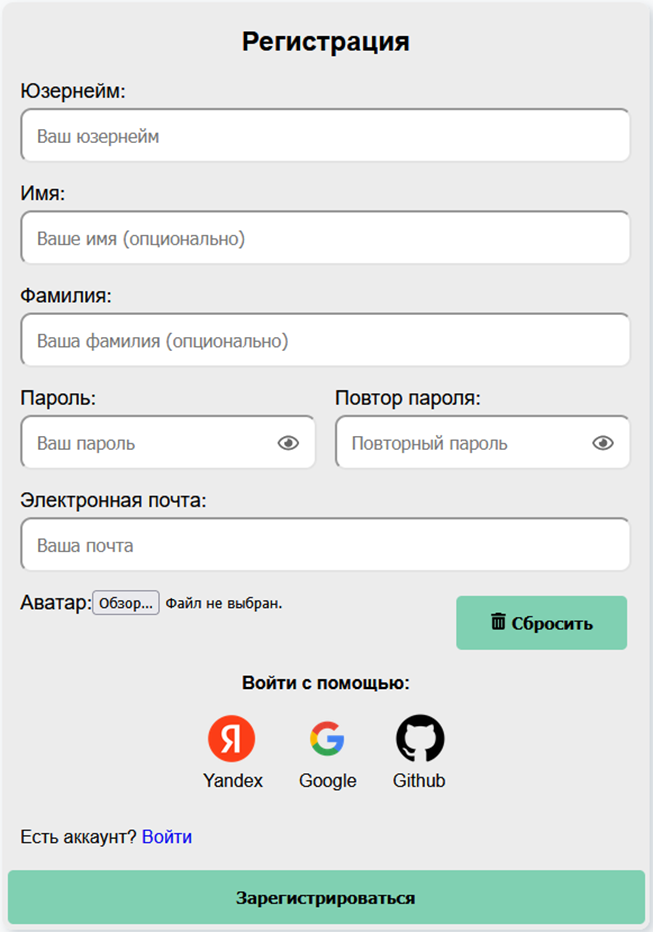 Регистрация
Юзернейм:
Ваш юзернейм
Имя:
Ваше имя (опционально)
Фамилия:
Ваша фамилия (опционально)
Пароль: Повтор пароля:
Ваш пароль Повторный пароль
Электронная почта:
Ваша почта
Аватар: Обзор... Файл не выбран.
Сбросить
Войти с помощью:
Я G
Yandex Google Github
Есть аккаунт? Войти
Зарегистрироваться